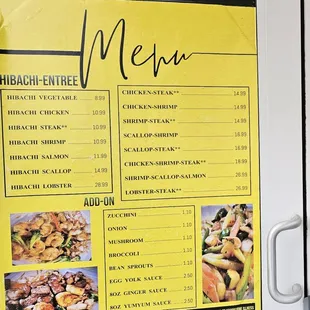 Menu
HIBACHI-ENTREE
HIBACHI VEGETABLE 8.99
HIBACHI CHICKEN 10.99
HIBACHI STEAK** 10.99
HIBACHI SHRIMP 10.99
HIBACHI SALMON 11.99
HIBACHI SCALLOP 14.99
HIBACHI LOBSTER 28.99
CHICKEN-STEAK** 14.99
CHICKEN-SHRIMP 14.99
SHRIMP-STEAK** 14.99
SCALLOP-SHRIMP 16.99
SCALLOP-STEAK** 16.99
CHICKEN-SHRIMP-STEAK** 18.99
SHRIMP-SCALLOP-SALMON 26.99
LOBSTER-STEAK** 26.99
ADD-ON
ZUCCHINI 1.10
ONION 1.10
MUSHROOM 1.10
BROCCOLI 1.10
BEAN SPROUTS 1.10
EGG YOLK SAUCE 2.50
8OZ GINGER SAUCE 2.50
8OZ YUMYUM SAUCE 2.50